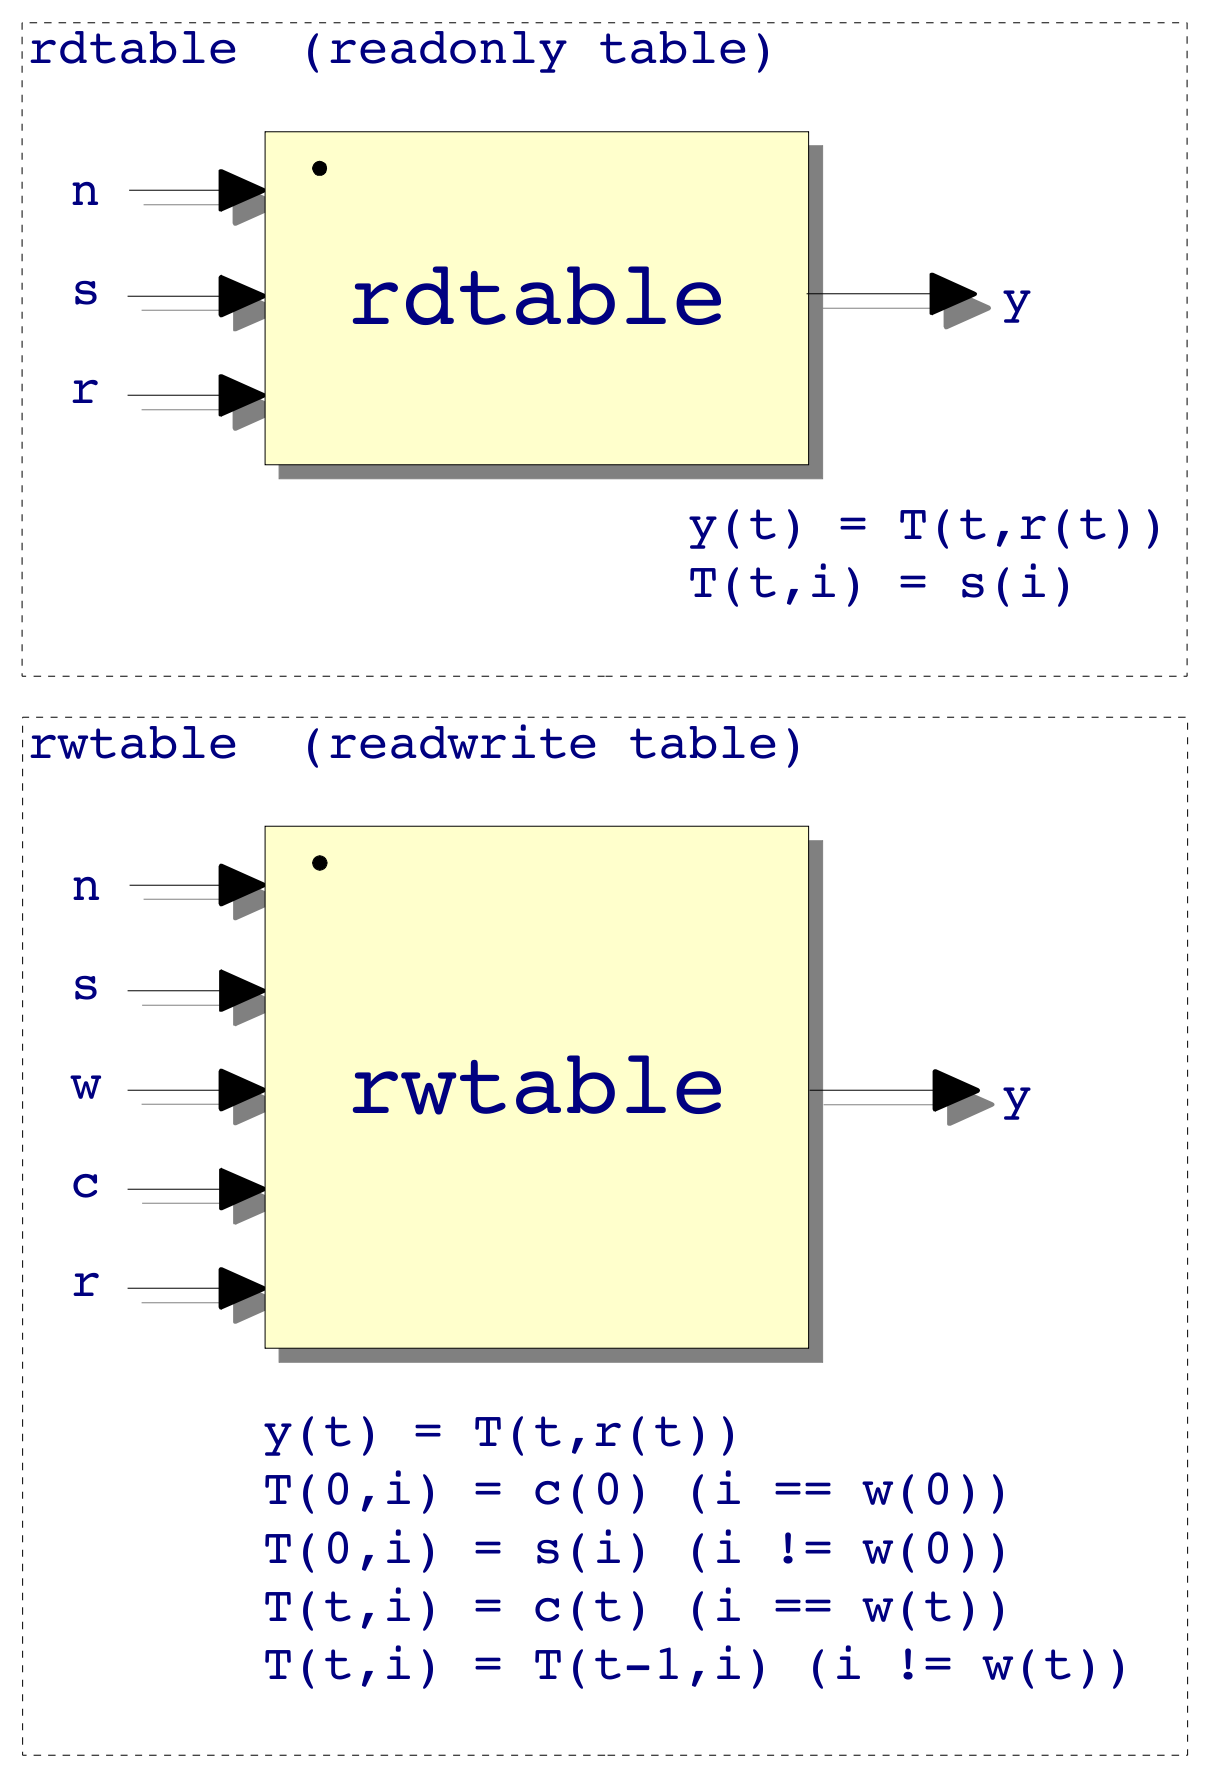 rdtable  (readonly table)
n
s
r
rdtable
y
y(t) = T(t,r(t))
T(t,i) = s(i)
rwtable  (readwrite table)
n
s
w
c
r
rwtable
y
y(t) = T(t,r(t))
T(0,i) = c(0) (i == w(0))
T(0,i) = s(i) (i != w(0))
T(t,i) = c(t) (i == w(t))
T(t,i) = T(t-1,i) (i != w(t))